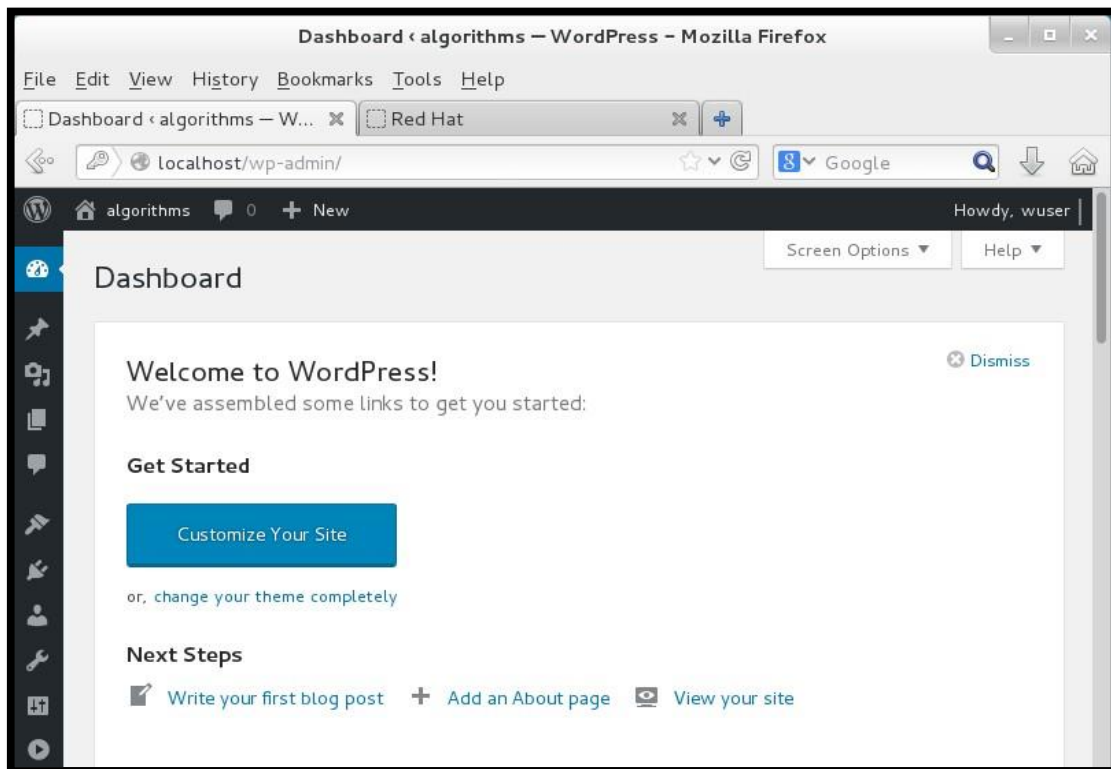 Dashboard ‹ algorithms — WordPress – Mozilla Firefox
File Edit View History Bookmarks Tools Help
Dashboard ‹ algorithms — W... Red Hat
localhost/wp-admin/ Google
algorithms 0 + New Howdy, wuser
Screen Options ▼ Help ▼
Dashboard
Welcome to WordPress!
Dismiss
We've assembled some links to get you started:
Get Started
Customize Your Site
or, change your theme completely
Next Steps
Write your first blog post + Add an About page View your site